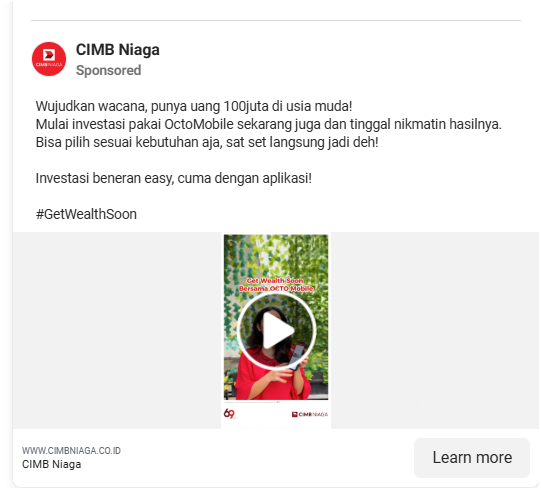 CIMB Niaga
Sponsored
Wujudkan wacana, punya uang 100juta di usia muda!
Mulai investasi pakai OctoMobile sekarang juga dan tinggal nikmatin hasilnya.
Bisa pilih sesuai kebutuhan aja, sat set langsung jadi deh!
Investasi beneran easy, cuma dengan aplikasi!
#GetWealthSoon
Get Wealth Soon
Bersama OCTO Mobile
69
CIMB NIAGA
WWW.CIMBNIAGA.CO.ID
CIMB Niaga
Learn more